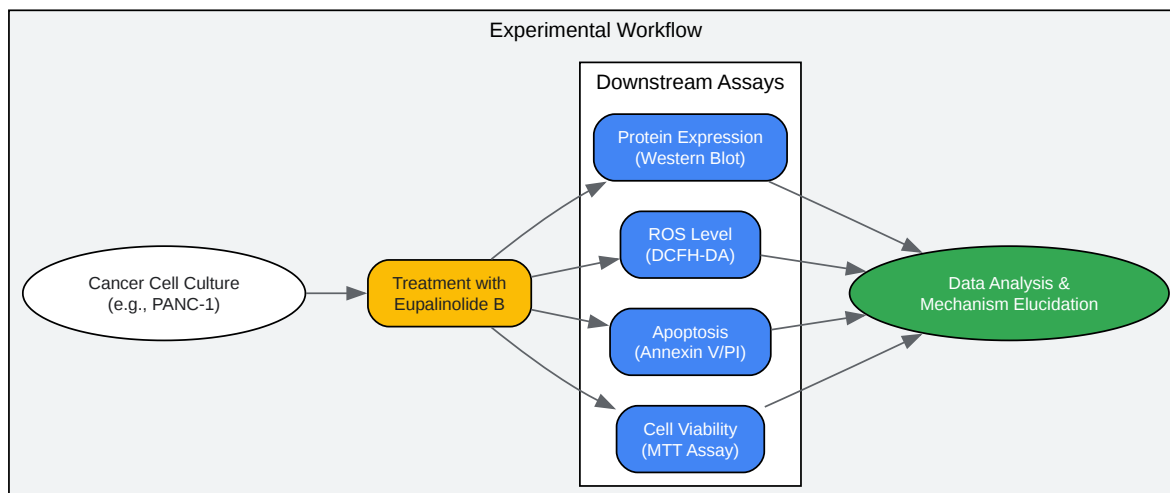 Experimental Workflow
Downstream Assays
Protein Expression
(Western Blot)
ROS Level
(DCFH-DA)
Cancer Cell Culture
(e.g., PANC-1)
Treatment with
Eupalinolide B
Data Analysis &
Mechanism Elucidation
Apoptosis
(Annexin V/PI)
Cell Viability
(MTT Assay)